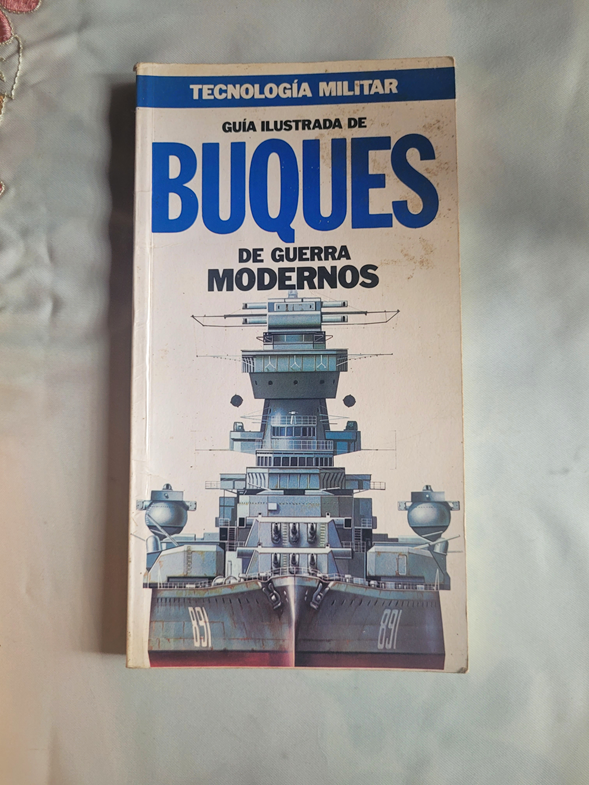 TECNOLOGÍA MILITAR
GUÍA ILUSTRADA DE
BUQUES
DE GUERRA
MODERNOS
891
891